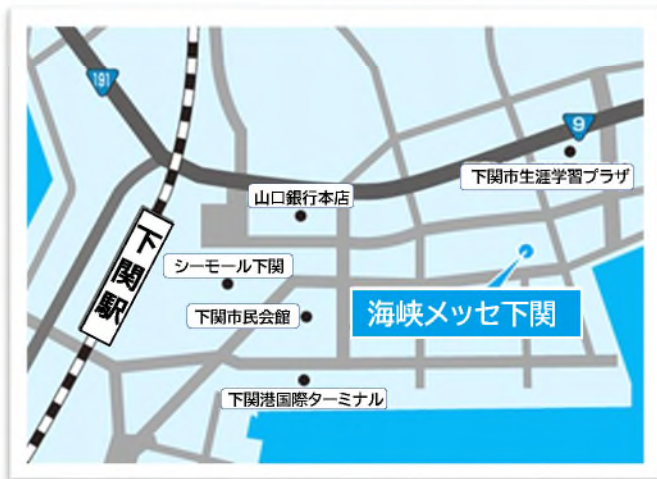 191
9
下関市生涯学習プラザ
山口銀行本店
下関駅
シーモール下関
下関市民会館
海峡メッセ下関
下関港国際ターミナル